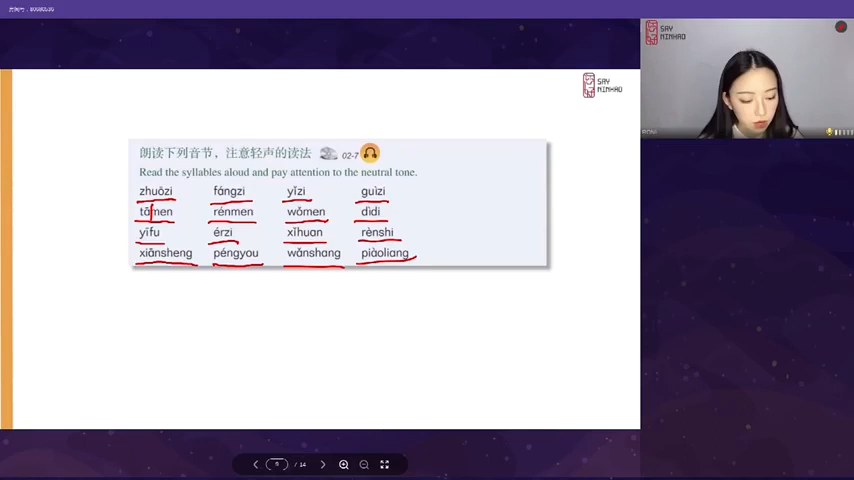 SAY
NINHAO
SAY
NINHAO
朗读下列音节，注意轻声的读法 02-7
Read the syllables aloud and pay attention to the neutral tone.
zhuōzi fángzi yǐzi guìzi
tāmen rénmen wǒmen dìdi
yīfu érzi xǐhuan rènshi
xiānsheng péngyou wǎnshang piàoliang
/ 14